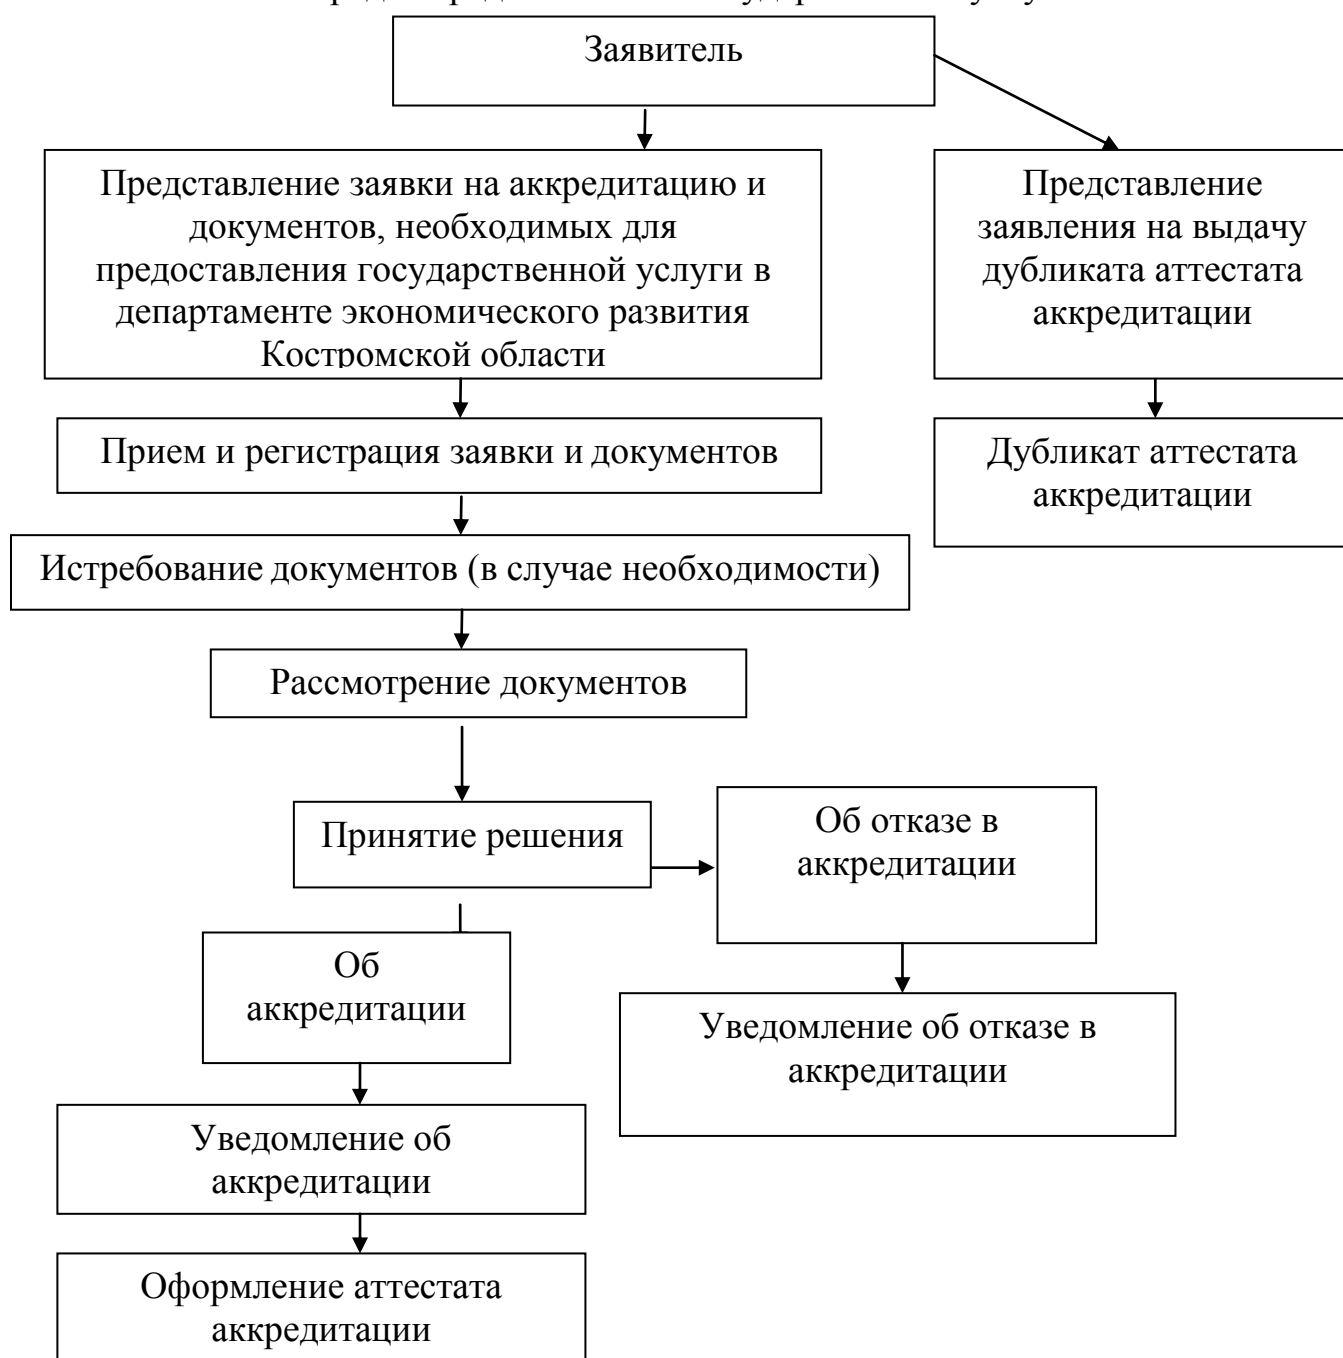 Заявитель
Представление заявки на аккредитацию и
документов, необходимых для
предоставления государственной услуги в
департаменте экономического развития
Костромской области
Представление
заявления на выдачу
дубликата аттестата
аккредитации
Прием и регистрация заявки и документов
Дубликат аттестата
аккредитации
Истребование документов (в случае необходимости)
Рассмотрение документов
Принятие решения
Об отказе в
аккредитации
Об
аккредитации
Уведомление об отказе в
аккредитации
Уведомление об
аккредитации
Оформление аттестата
аккредитации